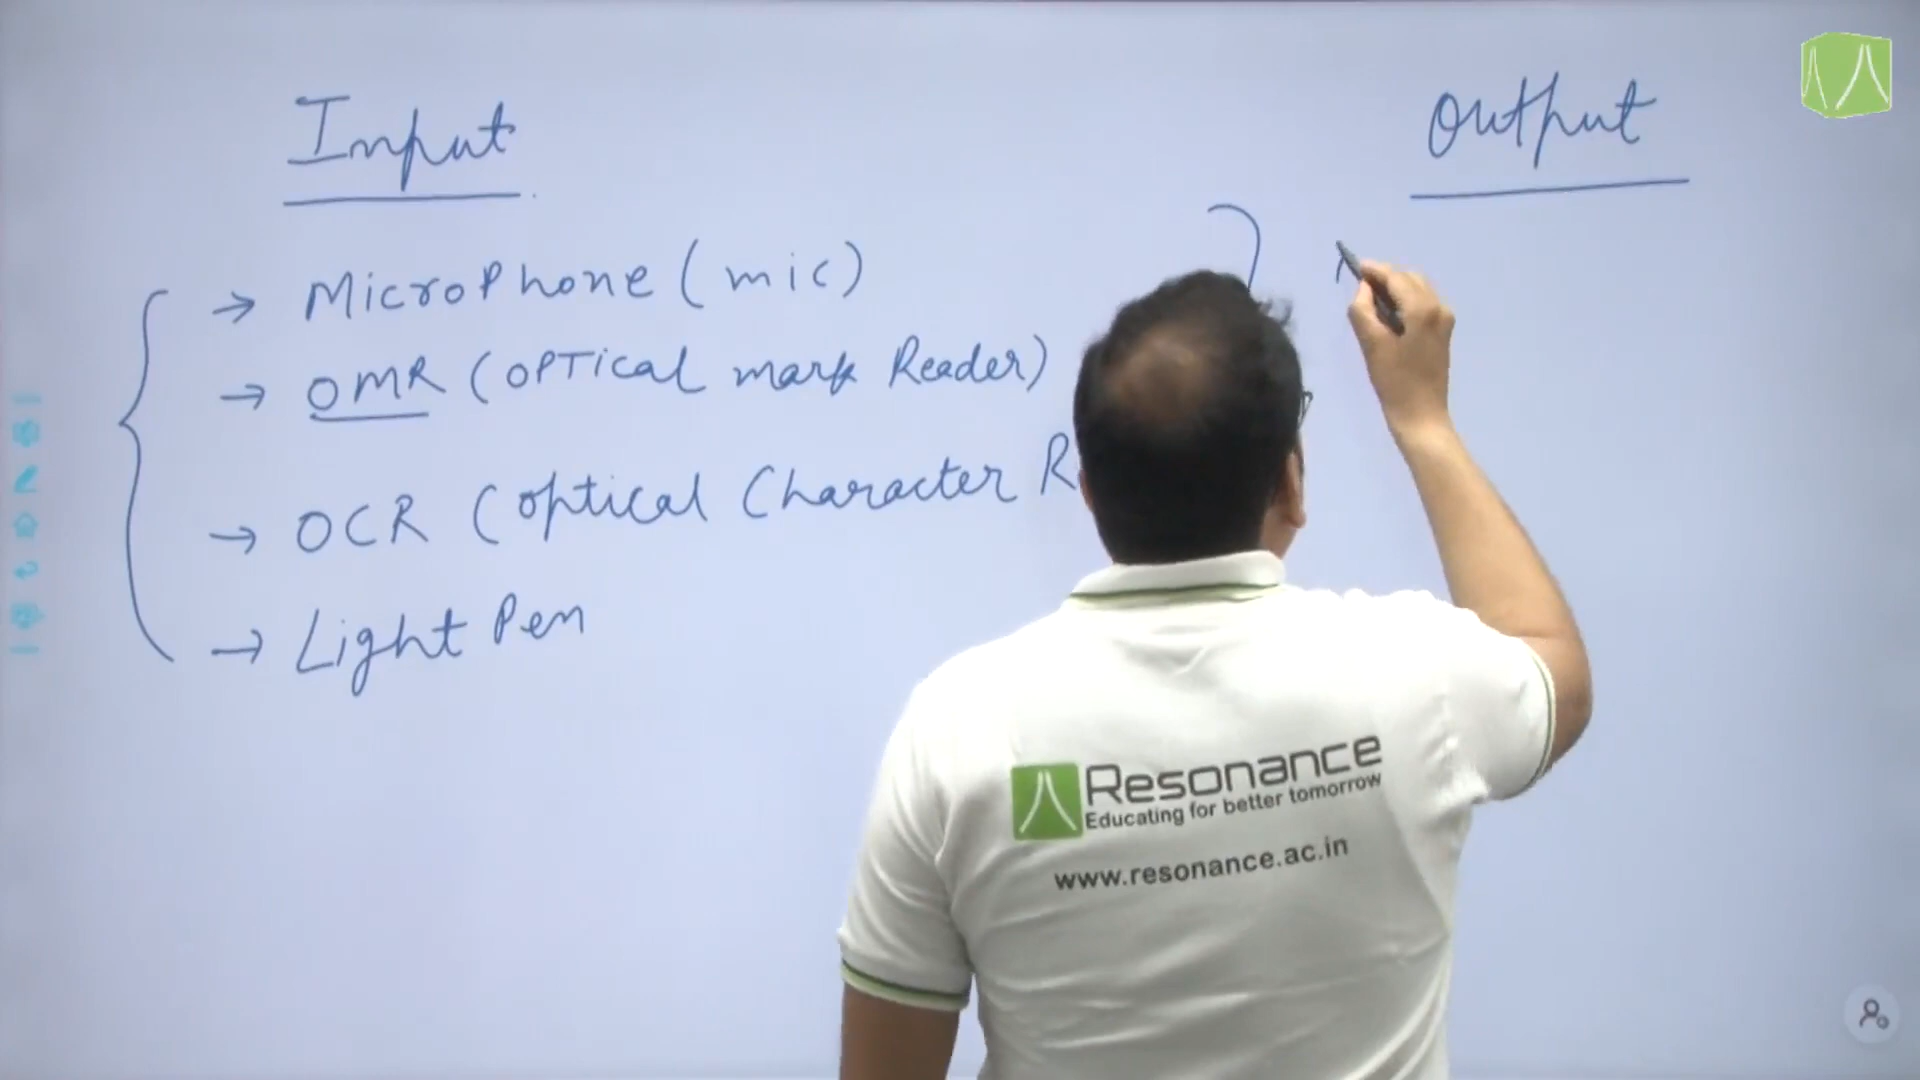 Input
Output
→ Microphone (mic)
→ OMR (Optical mark Reader)
→ OCR (optical Character R
→ Light Pen
Resonance
Educating for better tomorrow
www.resonance.ac.in